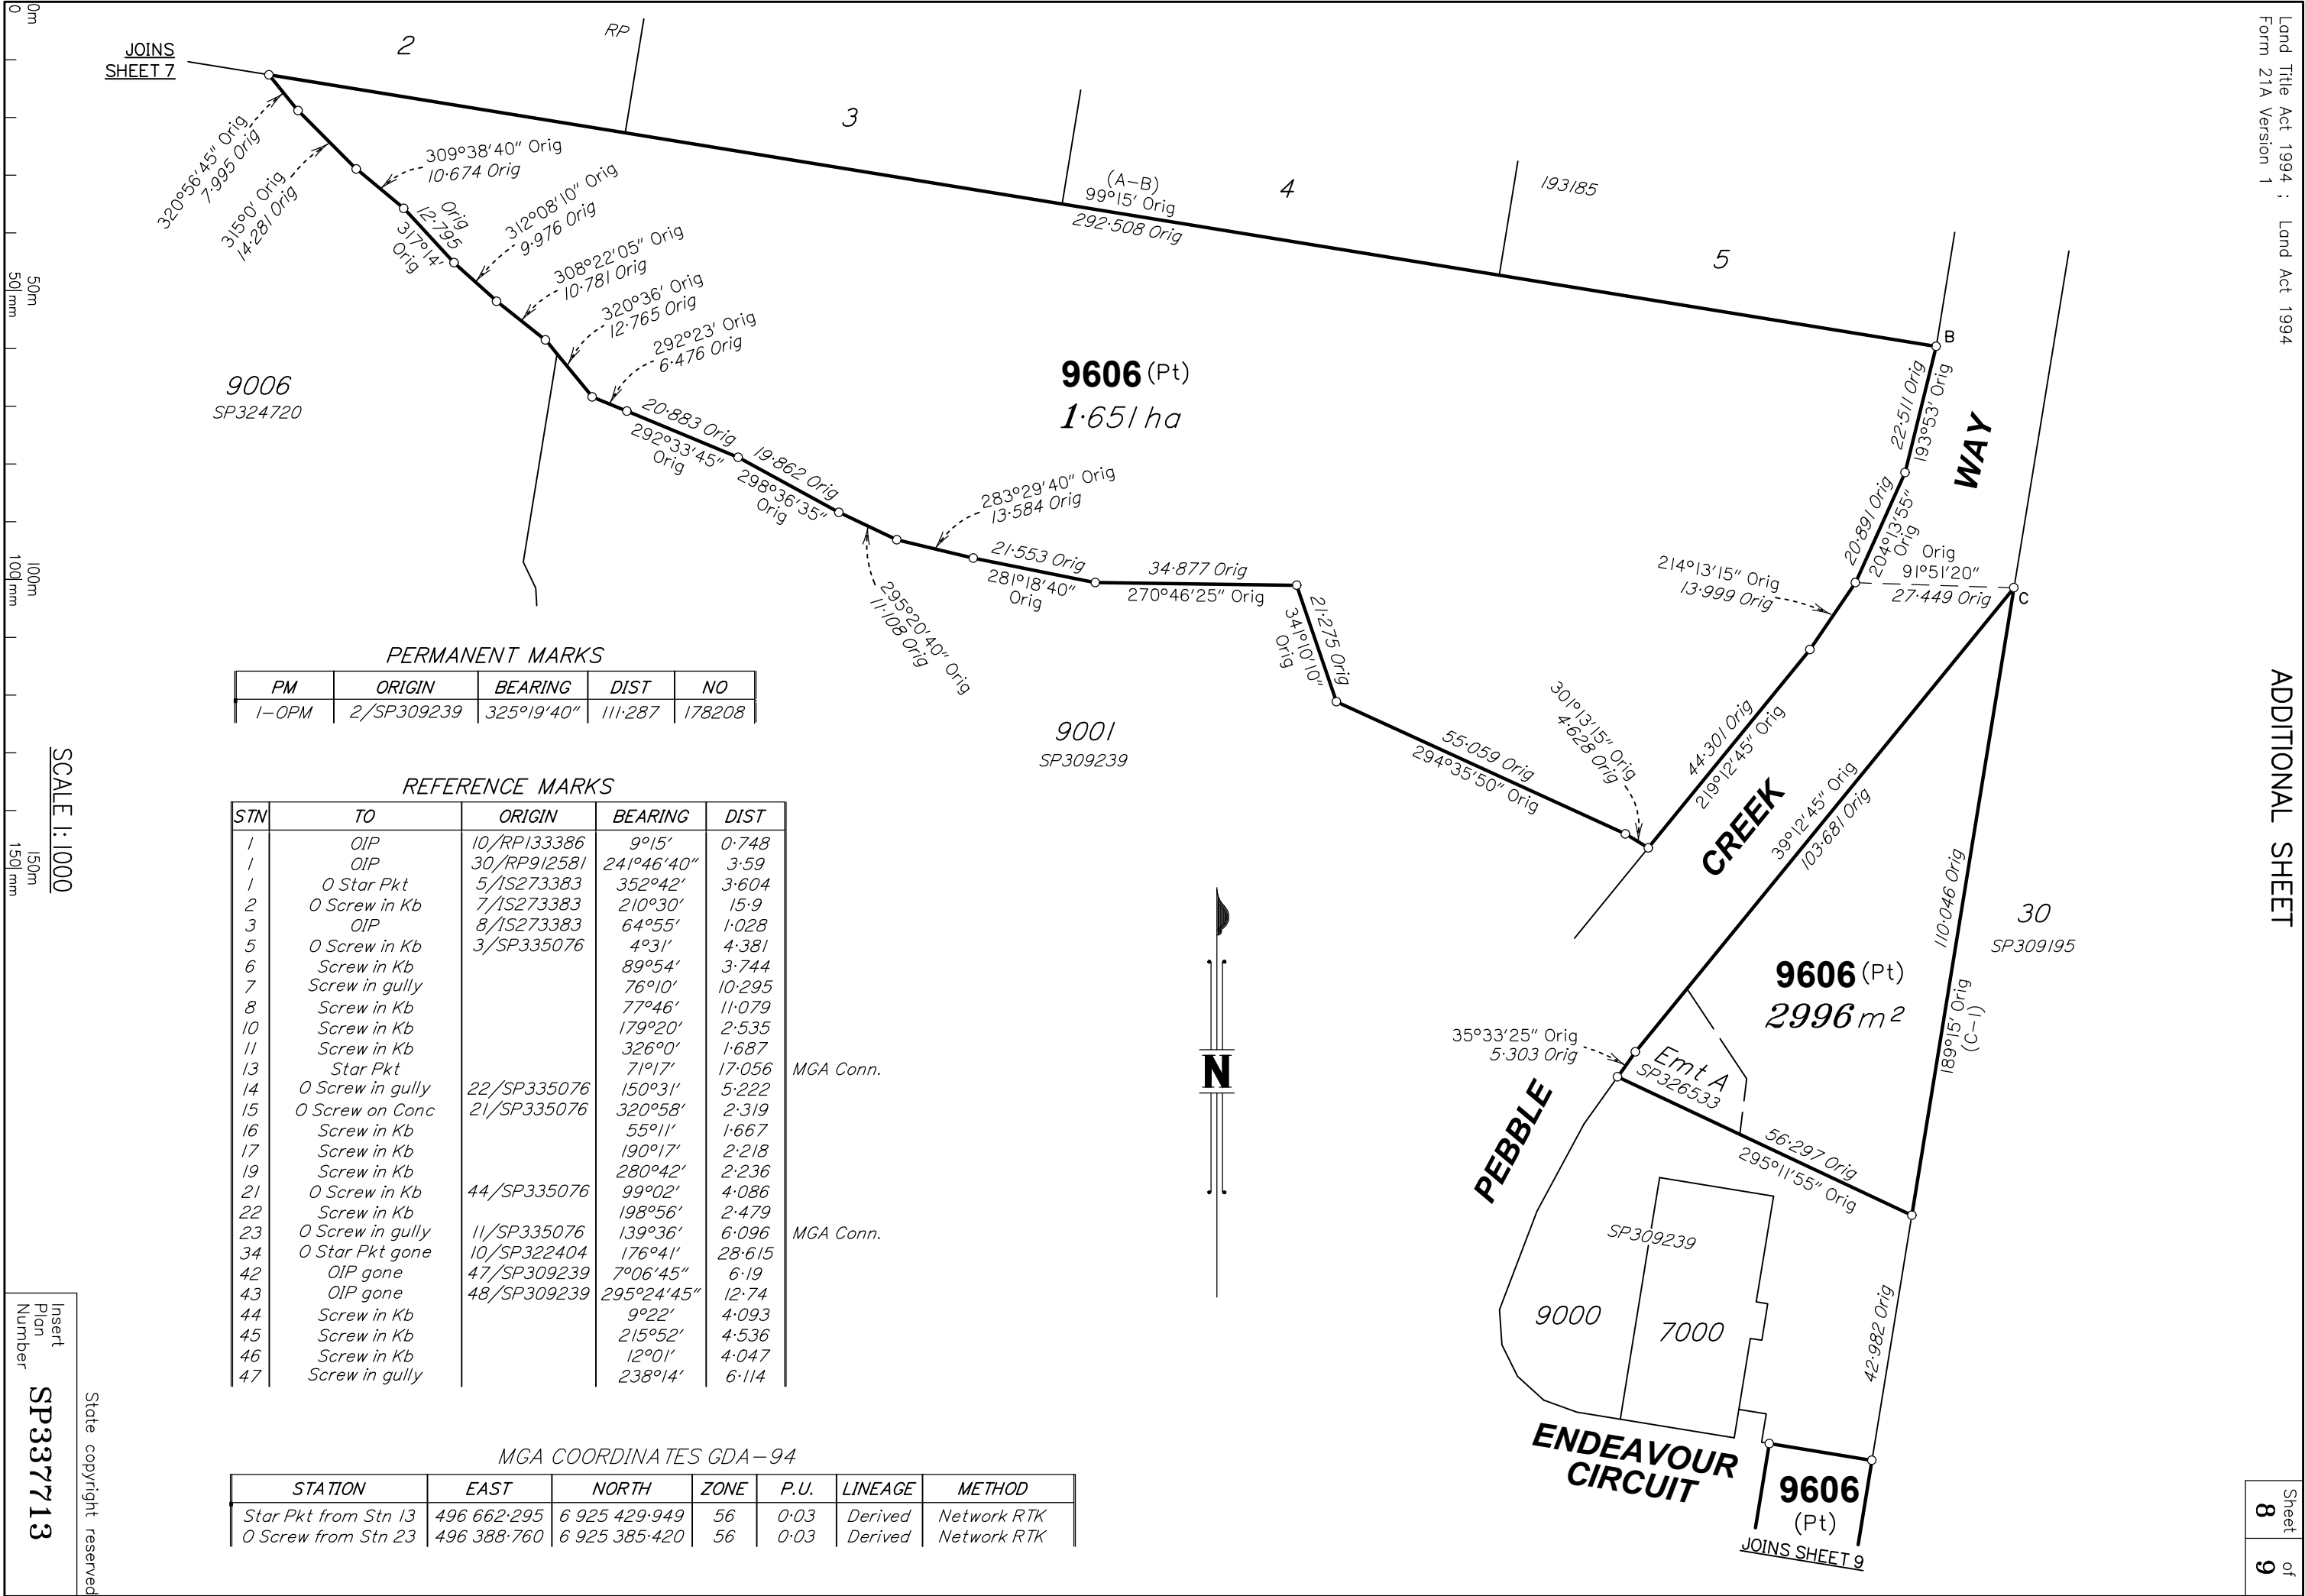 Land Title Act 1994 ; Land Act 1994
Form 21A Version 1
ADDITIONAL SHEET
Sheet
of
8
9
0m
50m
100m
150m
0
50mm
100mm
150mm
SCALE 1: 1000
State copyright reserved
Insert
Plan
Number
SP337713
JOINS
SHEET 7
2
RP
3
4
193185
5
(A-B)
99°15′ Orig
292·508 Orig
320°56′45″ Orig
7·995 Orig
315°0′ Orig
14·281 Orig
309°38′40″ Orig
10·674 Orig
Orig
12·795
317°14′
Orig
312°08′10″ Orig
9·976 Orig
308°22′05″ Orig
10·781 Orig
320°36′ Orig
12·765 Orig
292°23′ Orig
6·476 Orig
20·883 Orig
292°33′45″
Orig
19·862 Orig
298°36′35″
Orig
295°20′40″ Orig
11·108 Orig
283°29′40″ Orig
13·584 Orig
21·553 Orig
281°18′40″
Orig
34·877 Orig
270°46′25″ Orig
21·275 Orig
341°10′10″
Orig
55·059 Orig
294°35′50″ Orig
301°13′15″ Orig
4·628 Orig
44·301 Orig
219°12′45″ Orig
214°13′15″ Orig
13·999 Orig
20·891 Orig
204°13′55″
Orig
22·511 Orig
193°53′ Orig
B
Orig
91°51′20″
27·449 Orig
C
9006
SP324720
9606 (Pt)
1·651 ha
9001
SP309239
WAY
CREEK
PEBBLE
39°12′45″ Orig
103·681 Orig
110·046 Orig
189°15′ Orig
(C-1)
30
SP309195
9606 (Pt)
2996 m²
35°33′25″ Orig
5·303 Orig
Emt A
SP326533
56·297 Orig
295°11′55″ Orig
SP309239
9000
7000
42·982 Orig
ENDEAVOUR
CIRCUIT
9606
(Pt)
JOINS SHEET 9
N
PERMANENT MARKS
PM ORIGIN BEARING DIST NO
1-OPM 2/SP309239 325°19′40″ 111·287 178208
REFERENCE MARKS
STN TO ORIGIN BEARING DIST
1 OIP 10/RP133386 9°15′ 0·748
1 OIP 30/RP912581 241°46′40″ 3·59
1 O Star Pkt 5/IS273383 352°42′ 3·604
2 O Screw in Kb 7/IS273383 210°30′ 15·9
3 OIP 8/IS273383 64°55′ 1·028
5 O Screw in Kb 3/SP335076 4°31′ 4·381
6 Screw in Kb 89°54′ 3·744
7 Screw in gully 76°10′ 10·295
8 Screw in Kb 77°46′ 11·079
10 Screw in Kb 179°20′ 2·535
11 Screw in Kb 326°0′ 1·687
13 Star Pkt 71°17′ 17·056 MGA Conn.
14 O Screw in gully 22/SP335076 150°31′ 5·222
15 O Screw on Conc 21/SP335076 320°58′ 2·319
16 Screw in Kb 55°11′ 1·667
17 Screw in Kb 190°17′ 2·218
19 Screw in Kb 280°42′ 2·236
21 O Screw in Kb 44/SP335076 99°02′ 4·086
22 Screw in Kb 198°56′ 2·479
23 O Screw in gully 11/SP335076 139°36′ 6·096 MGA Conn.
34 O Star Pkt gone 10/SP322404 176°41′ 28·615
42 OIP gone 47/SP309239 7°06′45″ 6·19
43 OIP gone 48/SP309239 295°24′45″ 12·74
44 Screw in Kb 9°22′ 4·093
45 Screw in Kb 215°52′ 4·536
46 Screw in Kb 12°01′ 4·047
47 Screw in gully 238°14′ 6·114
MGA COORDINATES GDA-94
STATION EAST NORTH ZONE P.U. LINEAGE METHOD
Star Pkt from Stn 13 496 662·295 6 925 429·949 56 0·03 Derived Network RTK
O Screw from Stn 23 496 388·760 6 925 385·420 56 0·03 Derived Network RTK